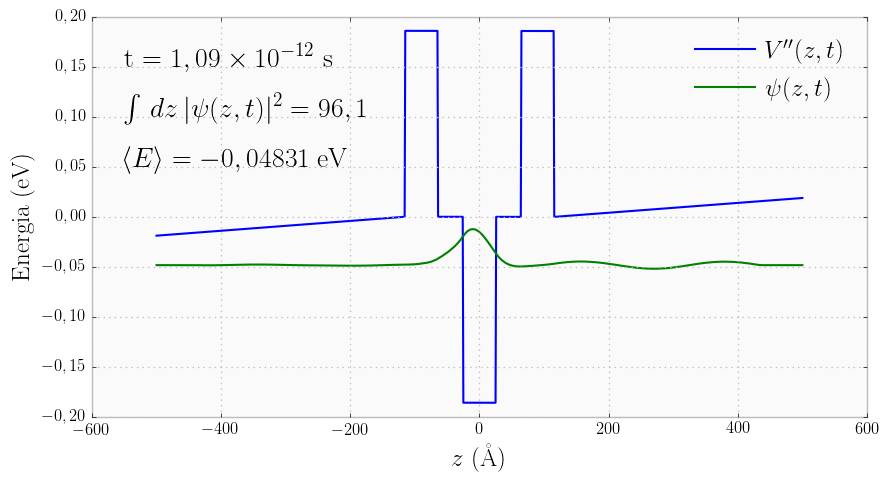 t = 1,09 × 10⁻¹² s
∫ dz |ψ(z, t)|² = 96,1
⟨E⟩ = −0,04831 eV
V′′(z, t)
ψ(z, t)
Energia (eV)
0,20
0,15
0,10
0,05
0,00
−0,05
−0,10
−0,15
−0,20
−600 −400 −200 0 200 400 600
z (Å)